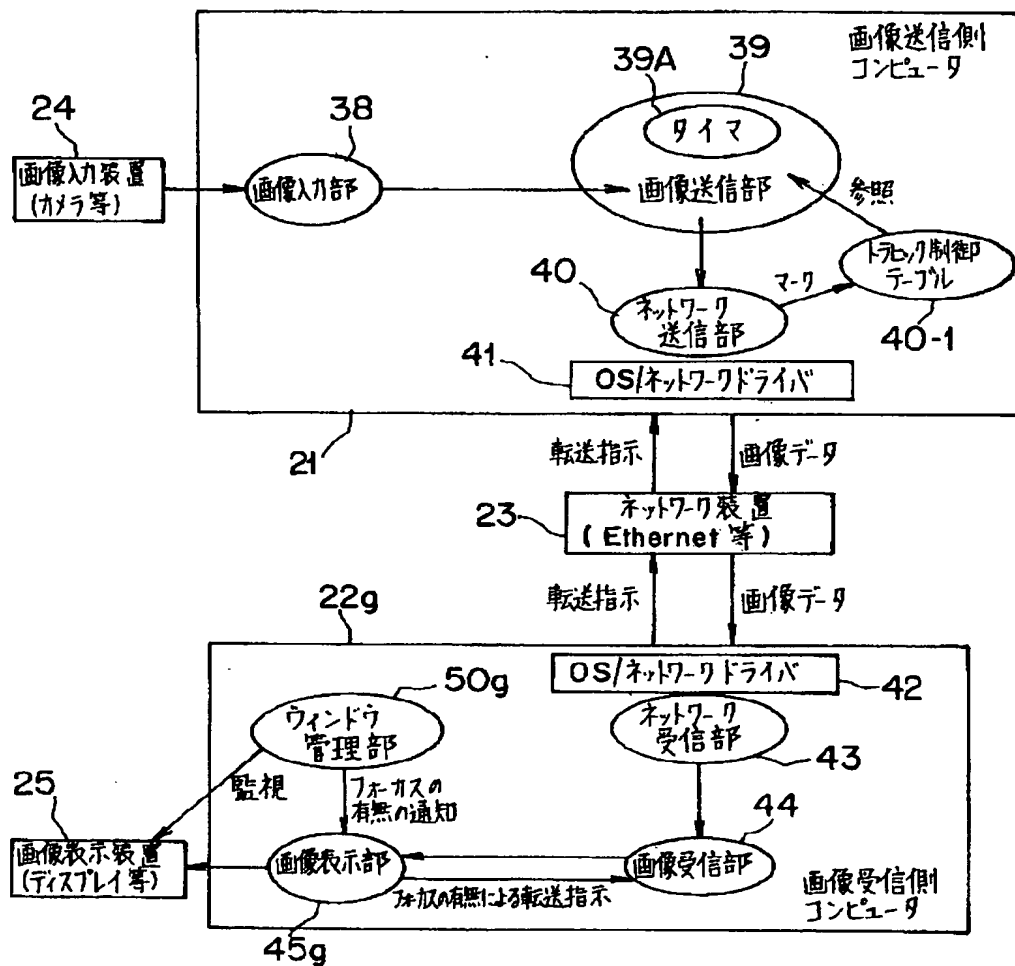 画像送信側
コンピュータ
39
39A
24
38
タイマ
画像入力装置
(カメラ等)
画像入力部
画像送信部
参照
トラヒック制御
テーブル
40
マーク
ネットワーク
送信部
40-1
41
OS/ネットワークドライバ
21
転送指示
画像データ
23
ネットワーク装置
(Ethernet等)
転送指示
画像データ
22g
OS/ネットワークドライバ
42
50g
ウィンドウ
管理部
ネットワーク
受信部
43
25
監視
フォーカスの
有無の通知
44
画像表示装置
(ディスプレイ等)
画像表示部
画像受信部
フォーカスの有無による転送指示
画像受信側
コンピュータ
45g